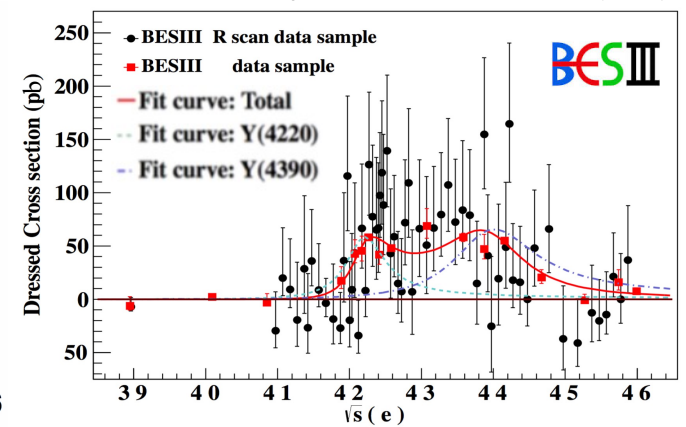 250
200
150
100
50
0
50
Dressed Cross section (pb)
BESIII R scan data sample
BESIII data sample
Fit curve: Total
Fit curve: Y(4220)
Fit curve: Y(4390)
BESIII
3 9 4 0 4 1 4 2 4 3 4 4 4 5 4 6
√s ( e )